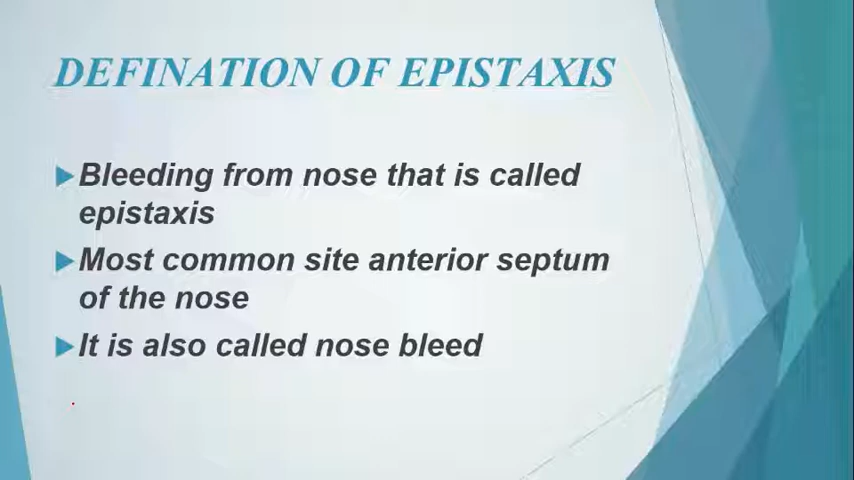 DEFINATION OF EPISTAXIS
Bleeding from nose that is called
epistaxis
Most common site anterior septum
of the nose
It is also called nose bleed